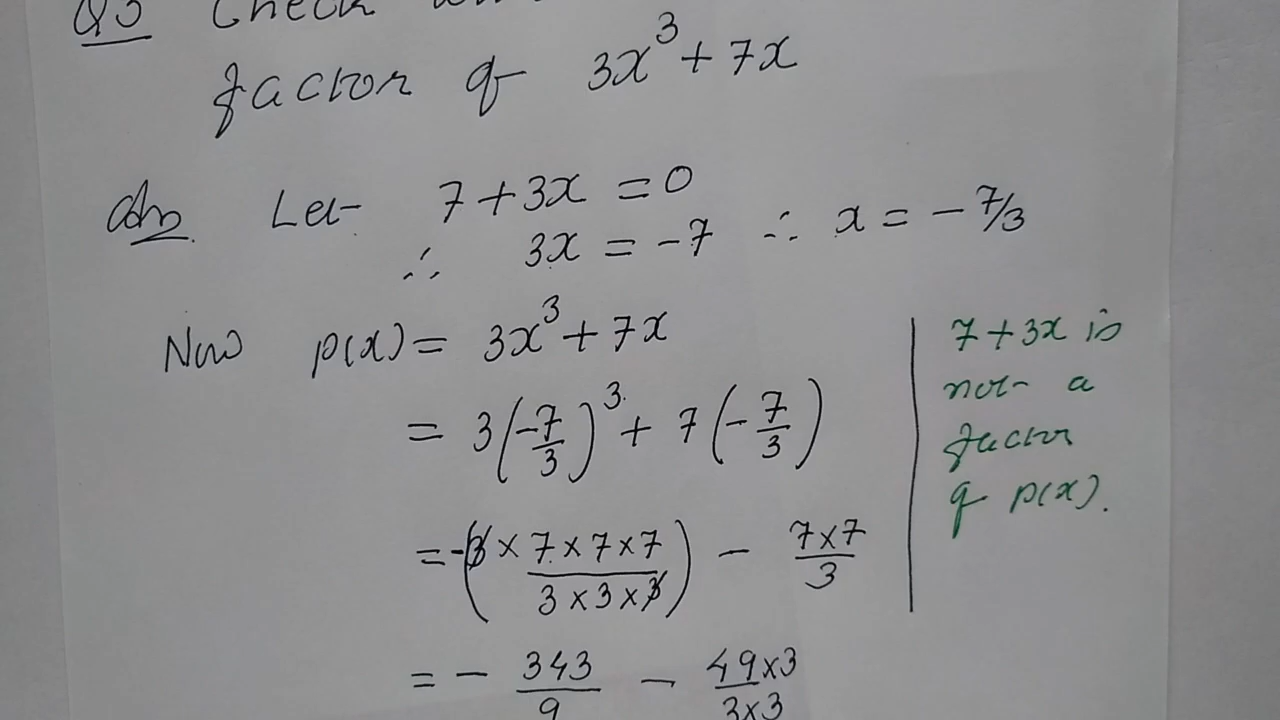 Q3 Check
factor of 3x³ + 7x
Ans. Let 7 + 3x = 0
∴ 3x = -7 ∴ x = - 7/3
Now p(x) = 3x³ + 7x
= 3(-7/3)³ + 7(-7/3)
= -(3 × 7 × 7 × 7 / 3 × 3 × 3) - 7 × 7 / 3
= - 343/9 - 49 × 3 / 3 × 3
7 + 3x is
not a
factor
of p(x).